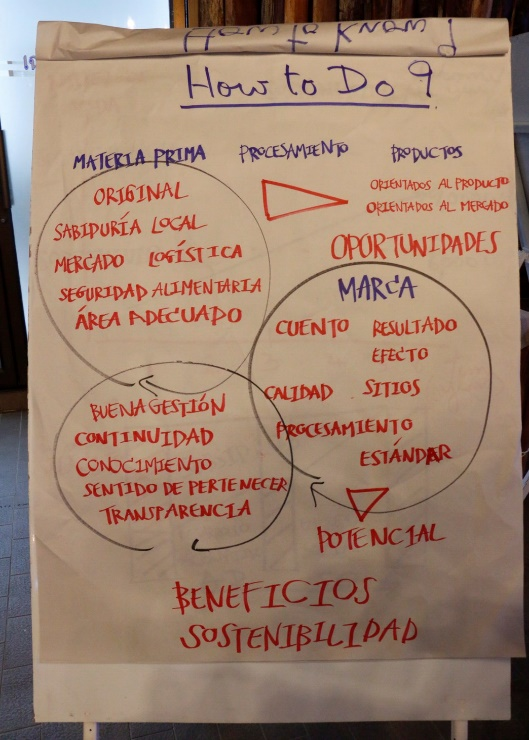 How to Know!
How to Do?
MATERIA PRIMA
PROCESAMIENTO
PRODUCTOS
ORIGINAL
SABIDURÍA LOCAL
MERCADO LOGÍSTICA
SEGURIDAD ALIMENTARIA
ÁREA ADECUADO
ORIENTADOS AL PRODUCTO
ORIENTADOS AL MERCADO
OPORTUNIDADES
MARCA
CUENTO RESULTADO
EFECTO
CALIDAD SITIOS
PROCESAMIENTO
ESTÁNDAR
BUENA GESTIÓN
CONTINUIDAD
CONOCIMIENTO
SENTIDO DE PERTENECER
TRANSPARENCIA
POTENCIAL
BENEFICIOS
SOSTENIBILIDAD